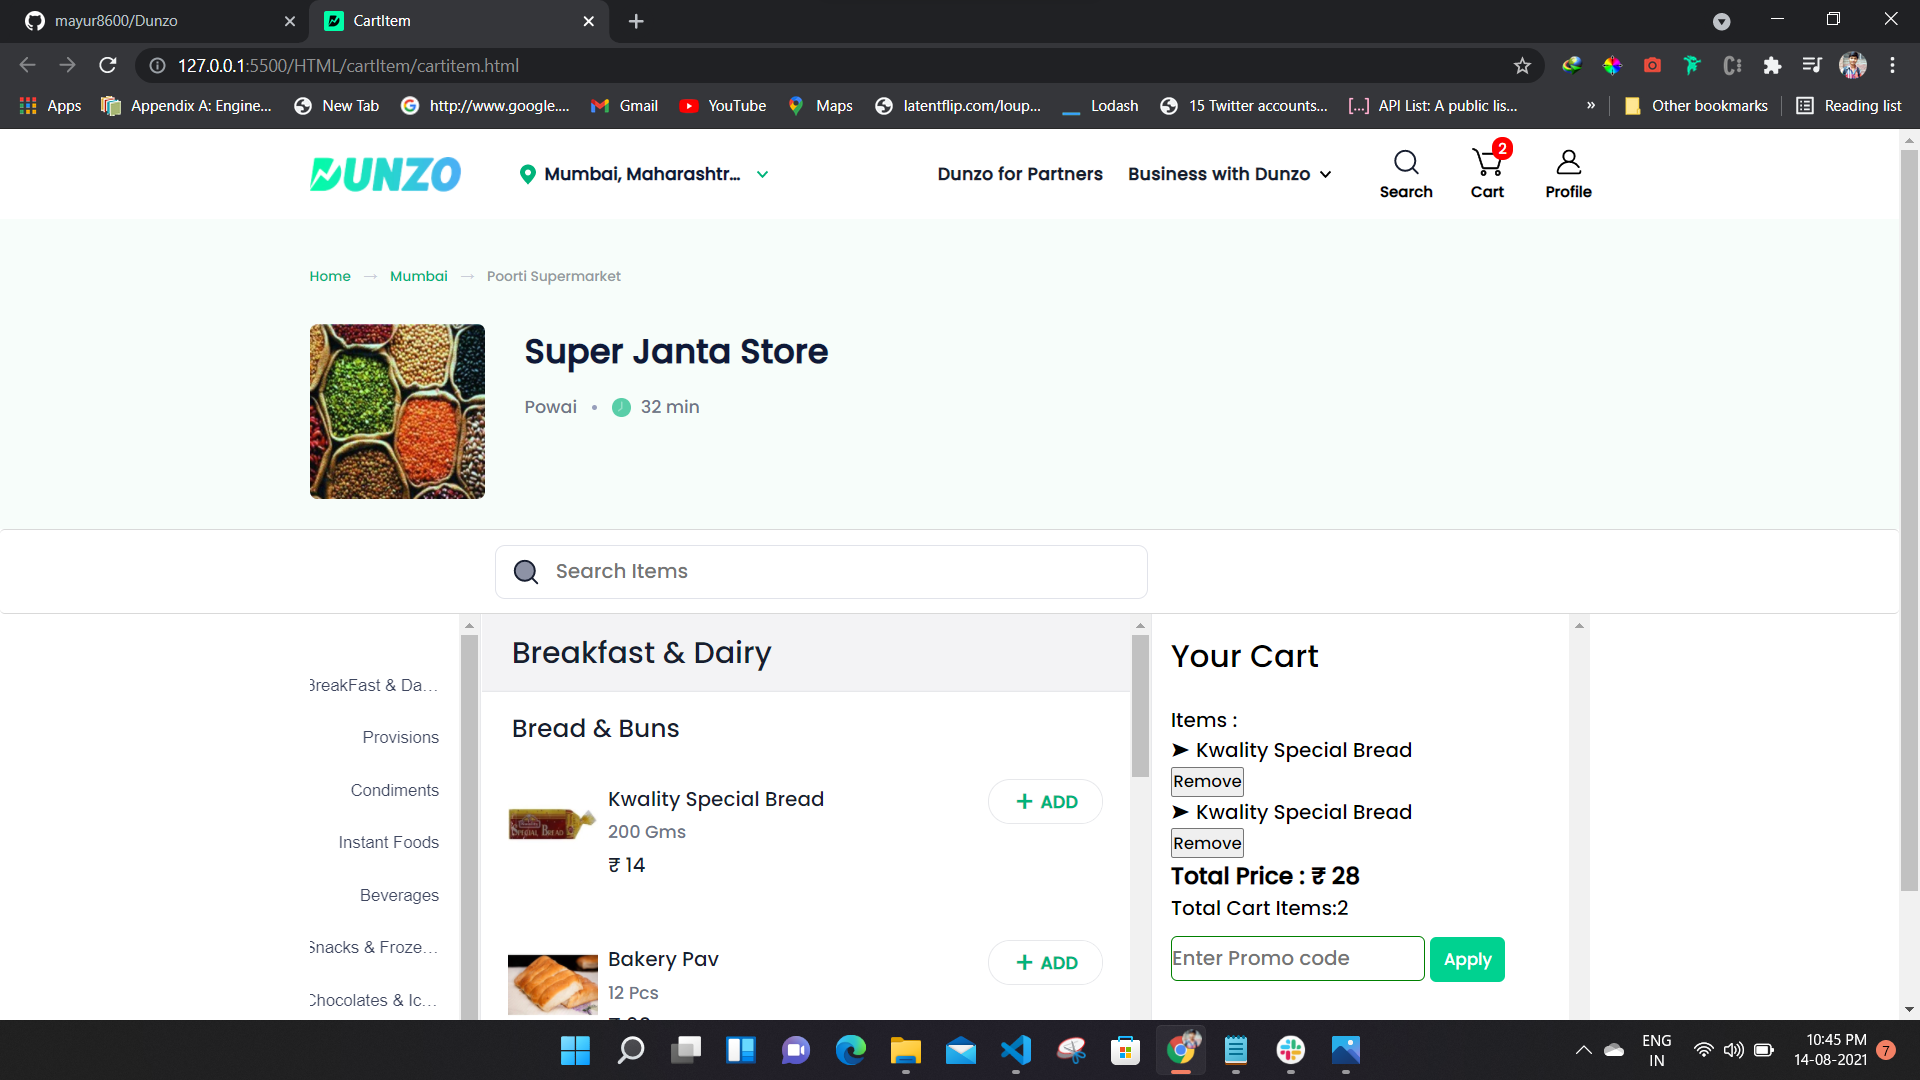 mayur8600/Dunzo
CartItem
127.0.0.1:5500/HTML/cartItem/cartitem.html
Apps
Appendix A: Engine...
New Tab
http://www.google....
Gmail
YouTube
Maps
latentflip.com/loup...
Lodash
15 Twitter accounts...
API List: A public lis...
»
Other bookmarks
Reading list
DUNZO
Mumbai, Maharashtr...
Dunzo for Partners
Business with Dunzo
Search
2
Cart
Profile
Home → Mumbai → Poorti Supermarket
Super Janta Store
Powai • 32 min
Search Items
BreakFast & Da...
Provisions
Condiments
Instant Foods
Beverages
Snacks & Froze...
Chocolates & Ic...
Breakfast & Dairy
Bread & Buns
Kwality Special Bread
200 Gms
₹ 14
+ ADD
Bakery Pav
12 Pcs
+ ADD
Your Cart
Items :
➤ Kwality Special Bread
Remove
➤ Kwality Special Bread
Remove
Total Price : ₹ 28
Total Cart Items:2
Enter Promo code
Apply
ENG
IN
10:45 PM
14-08-2021
7